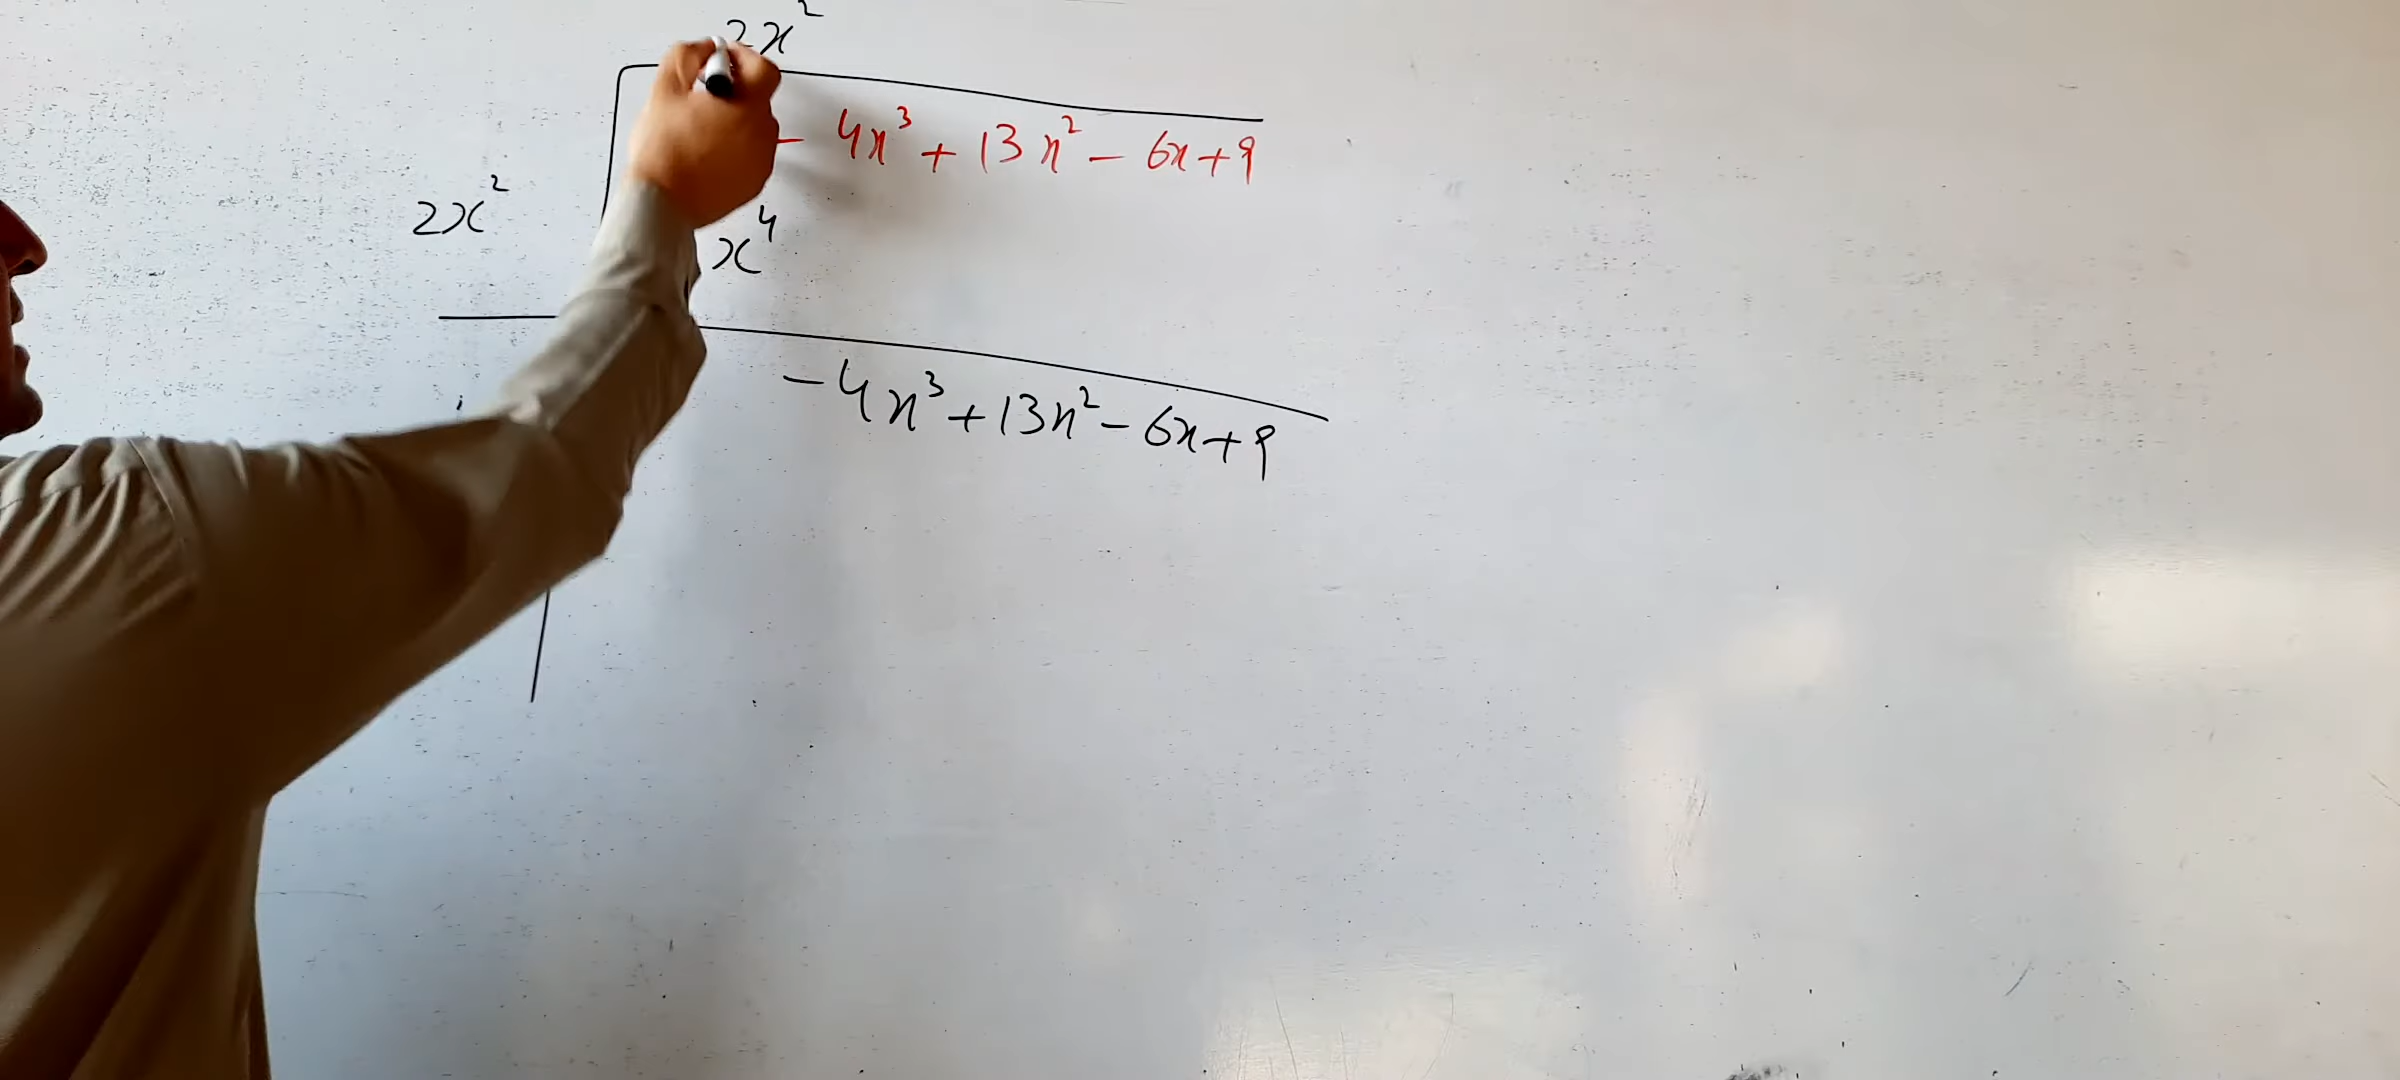 2x²
- 4x³ + 13x² - 6x + 9
2x²
x⁴
-4x³ + 13x² - 6x + 9